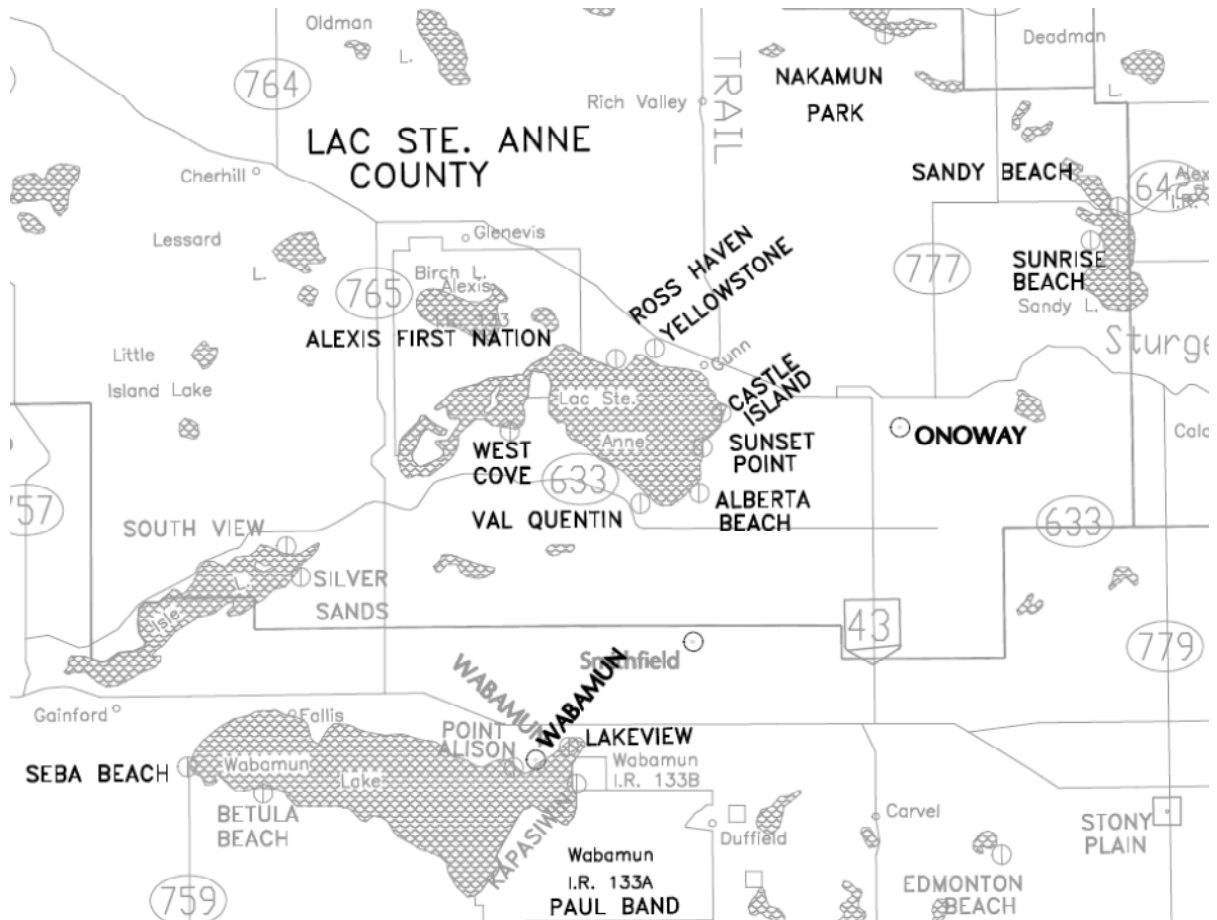 Oldman
L.
Deadman
L.
764
NAKAMUN
PARK
Rich Valley
TRAIL
LAC STE. ANNE
COUNTY
Cherhill
SANDY BEACH
642
Alex
I.R.
Lessard
L.
Glenevis
Birch L.
Alexis
765
777
SUNRISE
BEACH
Sandy L.
ROSS HAVEN
YELLOWSTONE
ALEXIS FIRST NATION
Sturge
Little
Island Lake
Gunn
Lac Ste.
Anne
CASTLE
ISLAND
ONOWAY
WEST
COVE
SUNSET
POINT
633
757
VAL QUENTIN
ALBERTA
BEACH
633
SOUTH VIEW
SILVER
SANDS
Isle
L.
43
779
Smithfield
WABAMUN
WABAMUN
Gainford
Fallis
POINT
ALISON
LAKEVIEW
SEBA BEACH
Wabamun
Lake
Wabamun
I.R. 133B
BETULA
BEACH
KAPASIWIN
Duffield
Carvel
STONY
PLAIN
Wabamun
I.R. 133A
PAUL BAND
759
EDMONTON
BEACH